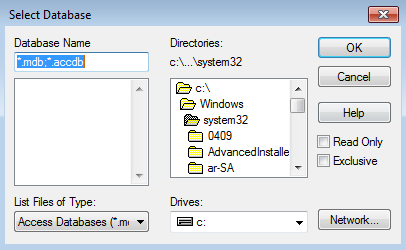 Select Database
Database Name
*.mdb;*.accdb
Directories:
c:\...\system32
c:\
Windows
system32
0409
AdvancedInstalle
ar-SA
OK
Cancel
Help
Read Only
Exclusive
List Files of Type:
Access Databases (*.m
Drives:
c:
Network...